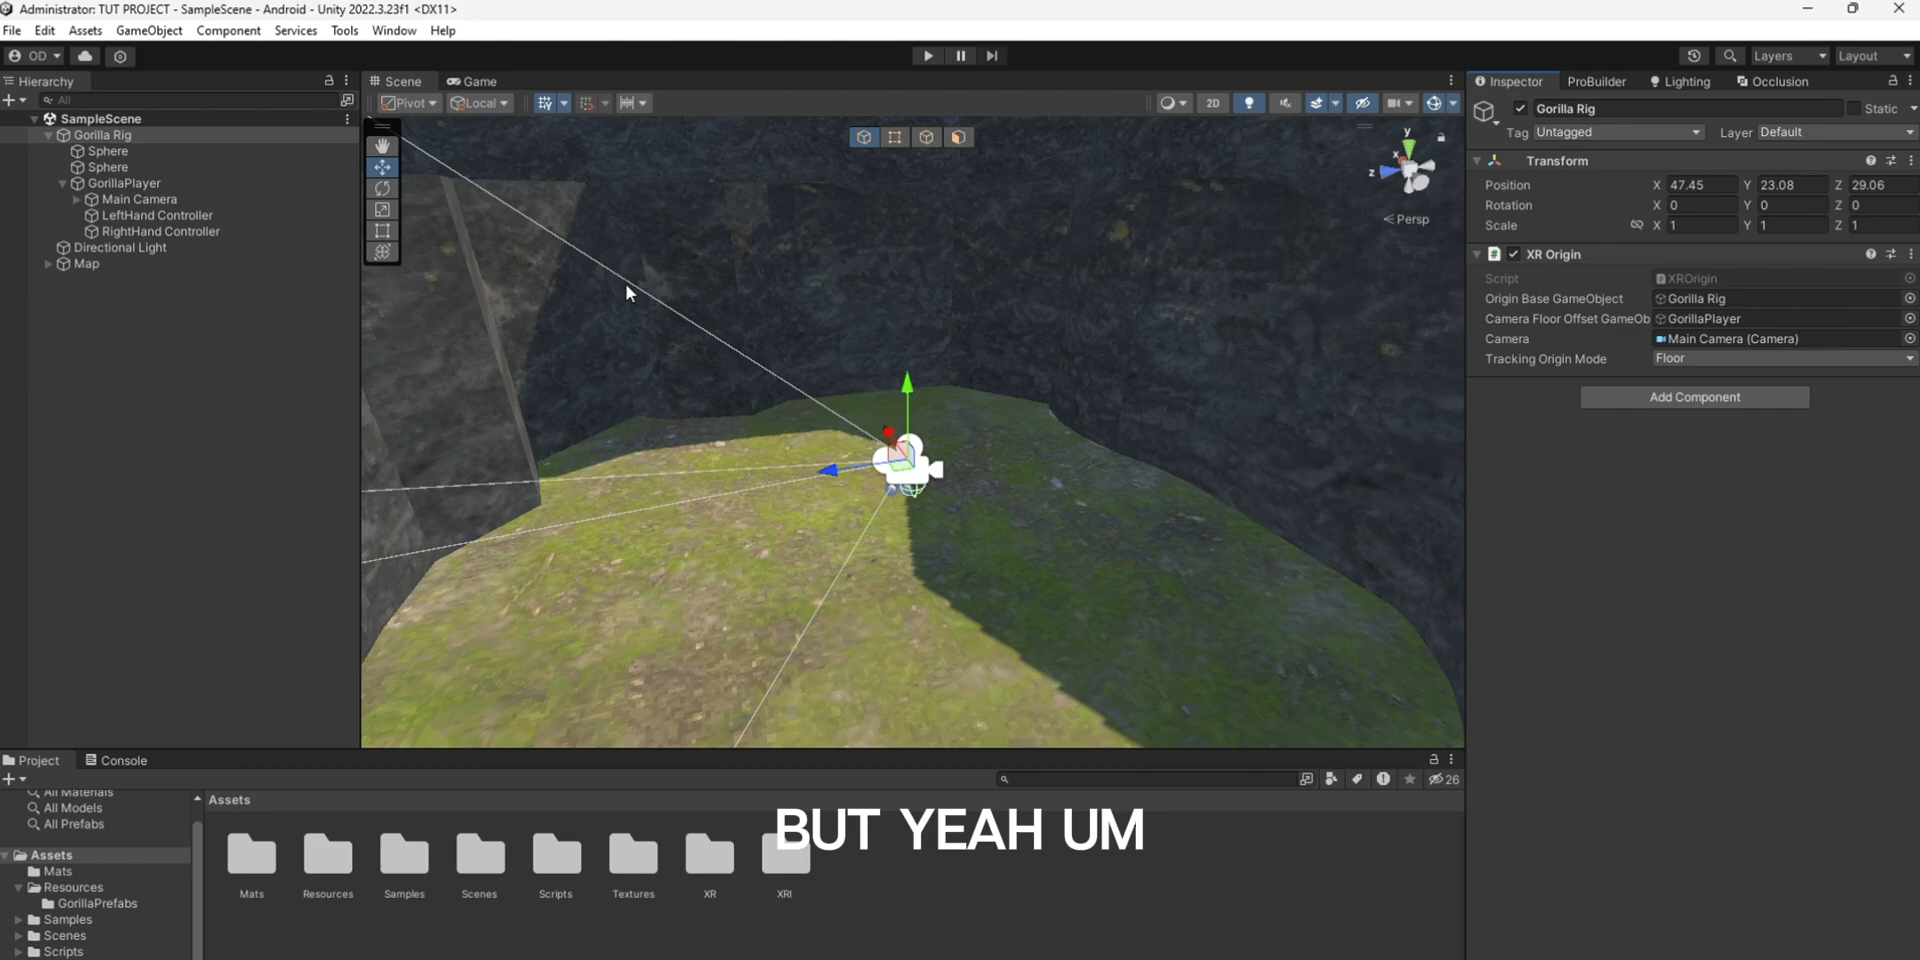 Administrator: TUT PROJECT - SampleScene - Android - Unity 2022.3.23f1 <DX11>
File Edit Assets GameObject Component Services Tools Window Help
OD Layers Layout
Hierarchy
All
SampleScene
Gorilla Rig
Sphere
Sphere
GorillaPlayer
Main Camera
LeftHand Controller
RightHand Controller
Directional Light
Map
Scene Game
Pivot Local 2D
y
x
z
Persp
Inspector ProBuilder Lighting Occlusion
Gorilla Rig Static
Tag Untagged Layer Default
Transform
Position X 47.45 Y 23.08 Z 29.06
Rotation X 0 Y 0 Z 0
Scale X 1 Y 1 Z 1
XR Origin
Script XROrigin
Origin Base GameObject Gorilla Rig
Camera Floor Offset GameOb GorillaPlayer
Camera Main Camera (Camera)
Tracking Origin Mode Floor
Add Component
Project Console
26
All Materials
All Models
All Prefabs
Assets
Mats
Resources
GorillaPrefabs
Samples
Scenes
Scripts
Assets
BUT YEAH UM
Mats Resources Samples Scenes Scripts Textures XR XRI